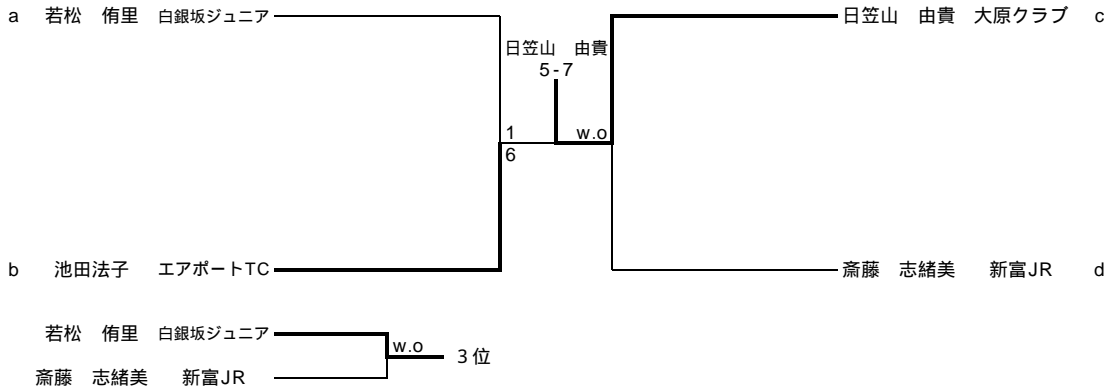 a 若松 侑里 白銀坂ジュニア
日笠山 由貴 大原クラブ c
日笠山 由貴
5-7
1 w.o
6
b 池田法子 エアポートTC
斎藤 志緒美 新富JR d
若松 侑里 白銀坂ジュニア
w.o 3位
斎藤 志緒美 新富JR